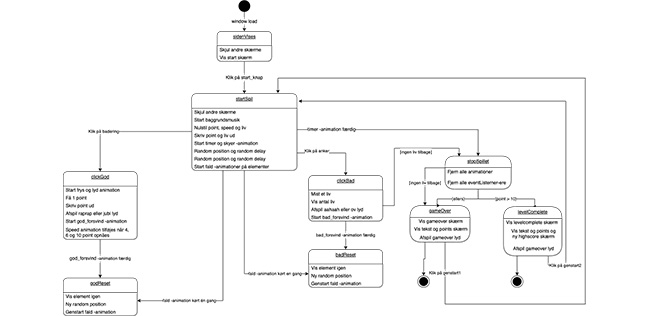 window load
sidenVises
Skjul andre skærme
Vis start skærm
Klik på start_knap
startSpil
Skjul andre skærme
Start baggrundsmusik
Nulstil point, speed og liv
Skriv point og liv ud
Start timer og skyer -animation
Random position og random delay
Random position og random delay
Start fald -animationer på elementer
Klik på
timer -animation færdig
Klik på anker
[ingen liv tilbage]
stopSpillet
Fjern alle animationer
Fjern alle eventListener-ere
[ingen liv tilbage]
(ellers)
[point > 10]
clickGod
Start frys og lyd animation
Få 1 point
Skriv point ud
Afspil raprap eller jubi lyd
Start god_forsvind -animation
Speed animation tilføjes når 4,
6 og 10 point opnåes
clickBad
Mist et liv
Vis antal liv
Afspil aahaah eller ov lyd
Start bad_forsvind -animation
gameOver
Vis gameover skærm
Vis tekst og points skærm
Afspil gameover lyd
levelComplete
Vis levelcomplete skærm
Vis tekst og points og
ny highscore skærm
Afspil gameover lyd
bad_forsvind -animation færdig
god_forsvind -animation færdig
badReset
Vis element igen
Ny random position
Genstart fald -animation
fald -animation kørt én gang
Klik på genstart1
Klik på genstart2
godReset
Vis element igen
Ny random position
Genstart fald -animation
fald -animation kørt én gang